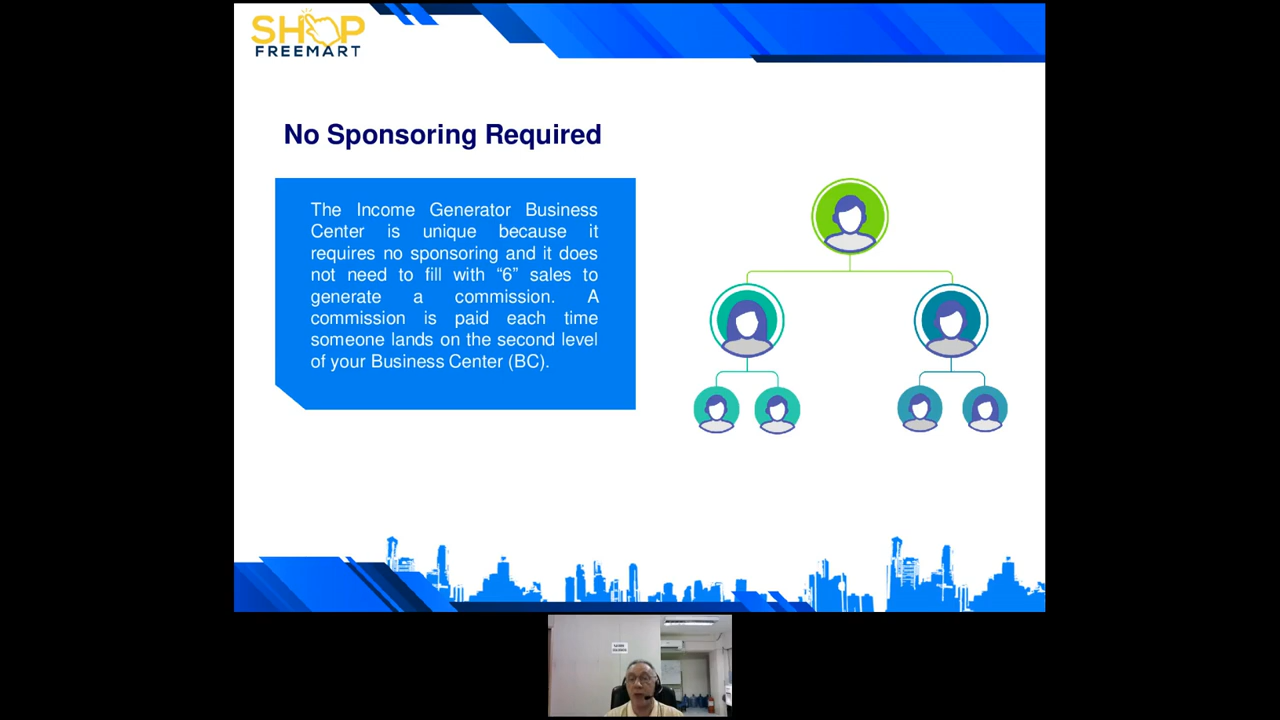 SHOP
FREEMART
No Sponsoring Required
The Income Generator Business
Center is unique because it
requires no sponsoring and it does
not need to fill with “6” sales to
generate a commission. A
commission is paid each time
someone lands on the second level
of your Business Center (BC).